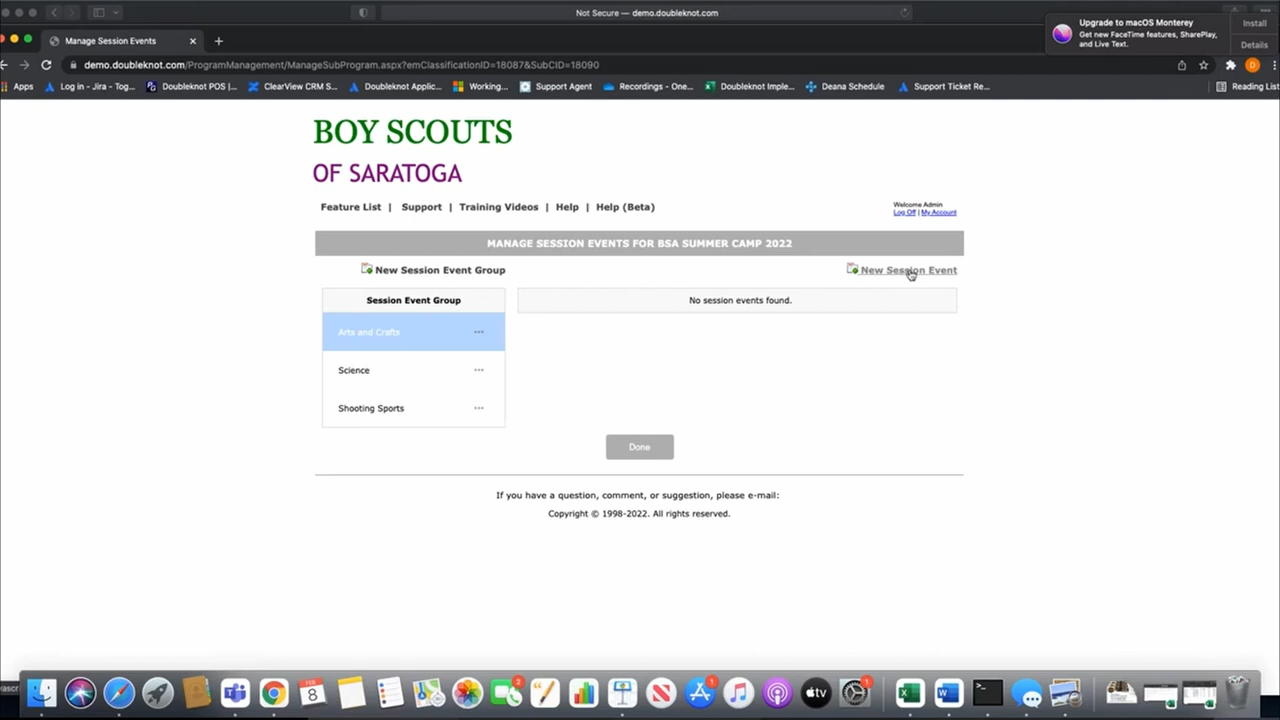 Not Secure — demo.doubleknot.com
Upgrade to macOS Monterey
Get new FaceTime features, SharePlay, and Live Text.
Install
Details
Manage Session Events
demo.doubleknot.com/ProgramManagement/ManageSubProgram.aspx?emClassificationID=18087&SubCID=18090
Apps
Log in - Jira - Tog...
Doubleknot POS |...
ClearView CRM S...
Doubleknot Applic...
Working...
Support Agent
Recordings - One...
Doubleknot Imple...
Deana Schedule
Support Ticket Re...
Reading List
BOY SCOUTS
OF SARATOGA
Feature List | Support | Training Videos | Help | Help (Beta)
Welcome Admin
Log Off | My Account
MANAGE SESSION EVENTS FOR BSA SUMMER CAMP 2022
New Session Event Group
New Session Event
Session Event Group
No session events found.
Arts and Crafts ...
Science ...
Shooting Sports ...
Done
If you have a question, comment, or suggestion, please e-mail:
Copyright © 1998-2022. All rights reserved.
FEB
8
2
1
tv
1